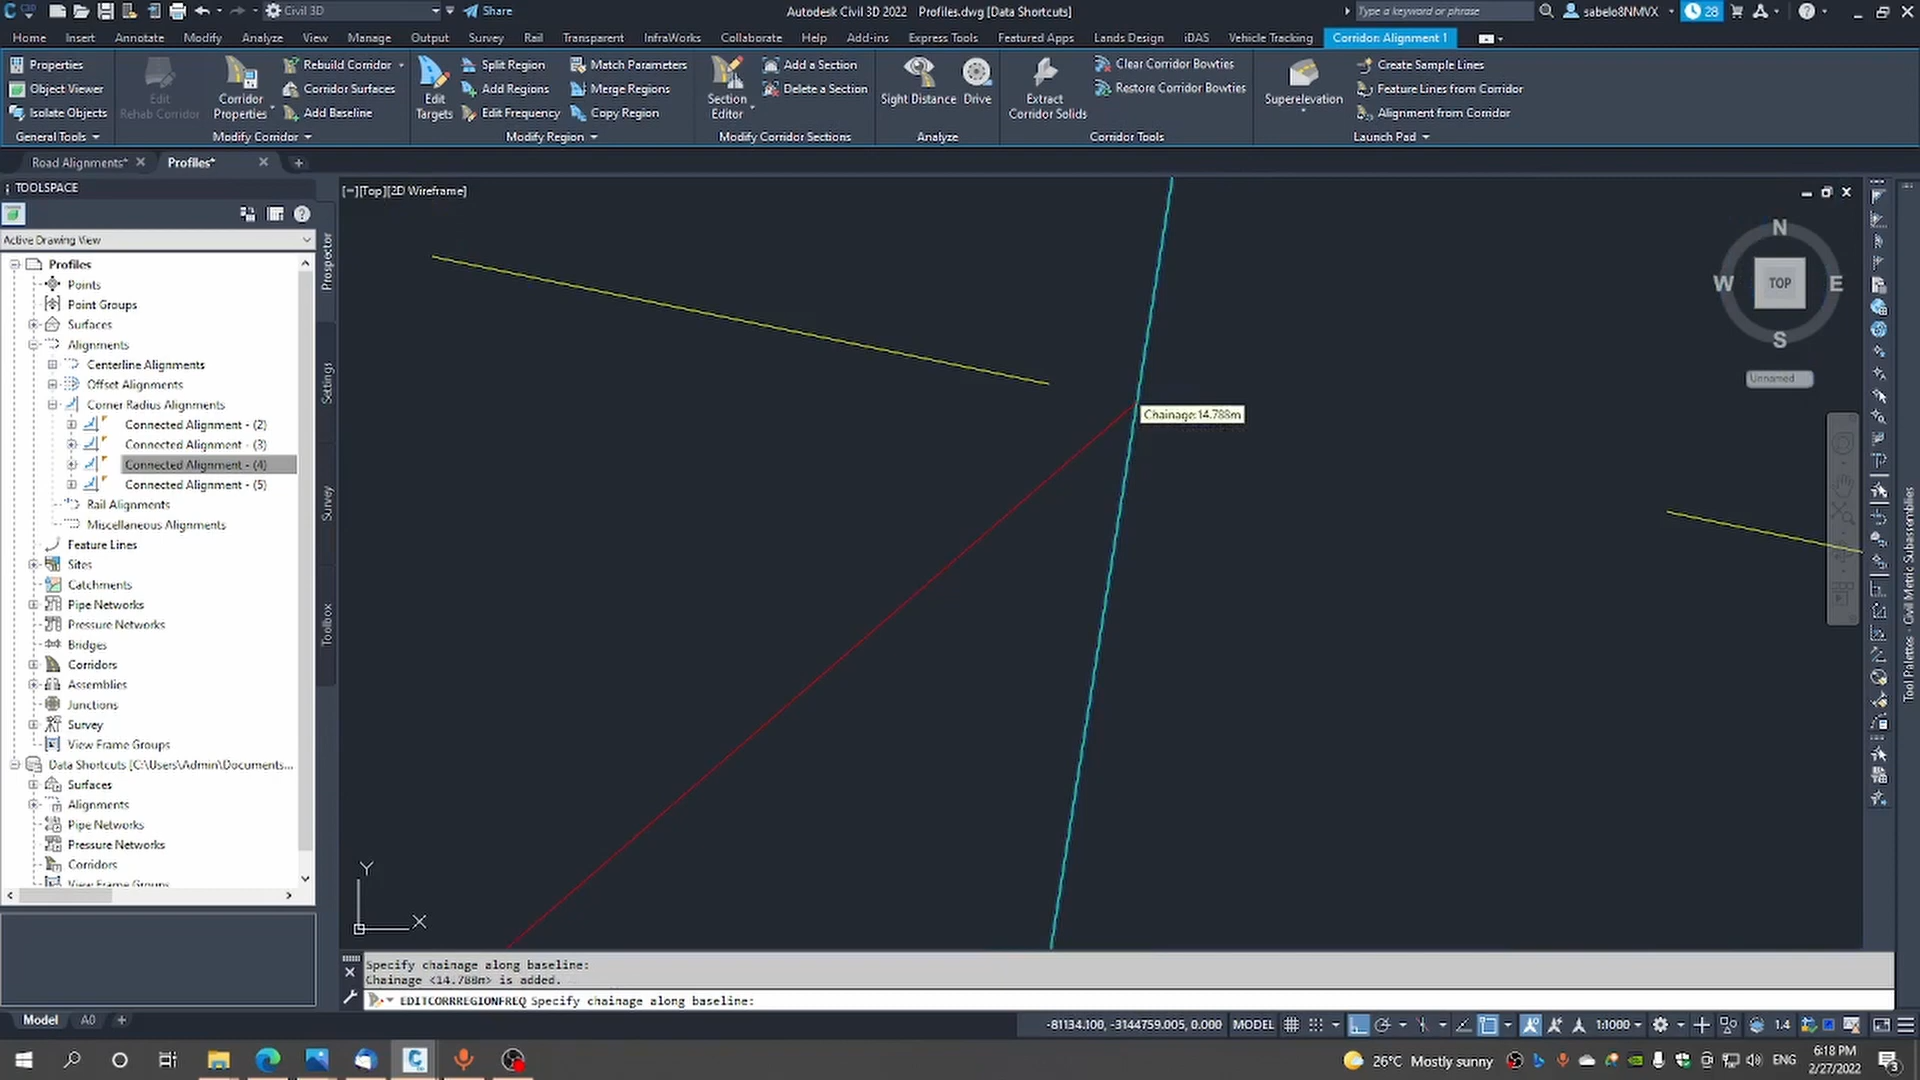 Civil 3D
Share
Autodesk Civil 3D 2022 Profiles.dwg [Data Shortcuts]
Type a keyword or phrase
sabelo8NMVX
28
Home Insert Annotate Modify Analyze View Manage Output Survey Rail Transparent InfraWorks Collaborate Help Add-ins Express Tools Featured Apps Lands Design iDAS Vehicle Tracking Corridor: Alignment 1
Properties
Object Viewer
Isolate Objects
General Tools
Edit
Rehab Corridor
Corridor
Properties
Rebuild Corridor
Corridor Surfaces
Add Baseline
Modify Corridor
Edit
Targets
Split Region
Add Regions
Edit Frequency
Match Parameters
Merge Regions
Copy Region
Modify Region
Section
Editor
Add a Section
Delete a Section
Modify Corridor Sections
Sight Distance
Drive
Analyze
Extract
Corridor Solids
Clear Corridor Bowties
Restore Corridor Bowties
Corridor Tools
Superelevation
Create Sample Lines
Feature Lines from Corridor
Alignment from Corridor
Launch Pad
Road Alignments*
Profiles*
TOOLSPACE
Active Drawing View
Profiles
Points
Point Groups
Surfaces
Alignments
Centerline Alignments
Offset Alignments
Corner Radius Alignments
Connected Alignment - (2)
Connected Alignment - (3)
Connected Alignment - (4)
Connected Alignment - (5)
Rail Alignments
Miscellaneous Alignments
Feature Lines
Sites
Catchments
Pipe Networks
Pressure Networks
Bridges
Corridors
Assemblies
Junctions
Survey
View Frame Groups
Data Shortcuts [C:\Users\Admin\Documents...
Surfaces
Alignments
Pipe Networks
Pressure Networks
Corridors
View Frame Groups
Prospector
Settings
Survey
Toolbox
[−][Top][2D Wireframe]
N
W
TOP
E
S
Unnamed
Chainage:14.788m
Y
X
Tool Palettes - Civil Metric Subassemblies
Specify chainage along baseline:
Chainage <14.788m> is added.
EDITCORRREGIONFREQ Specify chainage along baseline:
Model A0
-81134.100, -3144759.005, 0.000 MODEL
1:1000
1.4
26°C Mostly sunny
ENG
6:18 PM
2/27/2022
3